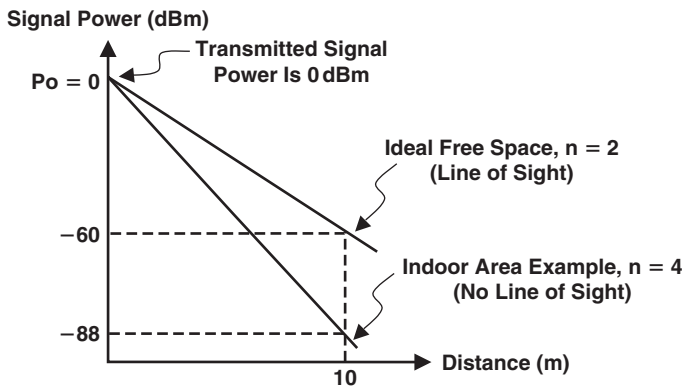 Signal Power (dBm)
Transmitted Signal
Power Is 0 dBm
Po = 0
Ideal Free Space, n = 2
(Line of Sight)
−60
Indoor Area Example, n = 4
(No Line of Sight)
−88
Distance (m)
10